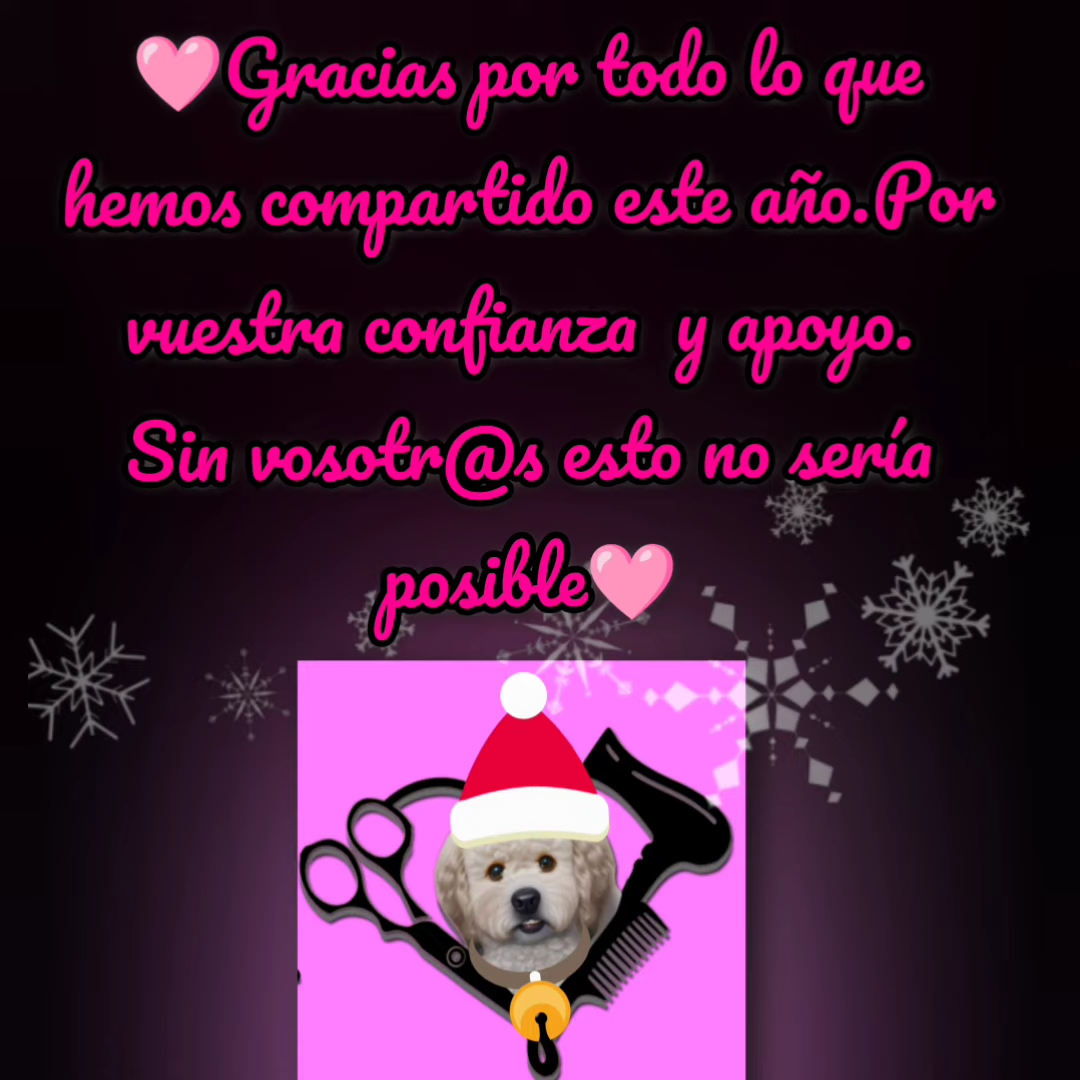 🩷Gracias por todo lo que
hemos compartido este año.Por
vuestra confianza  y apoyo.
Sin vosotr@s esto no sería
posible🩷